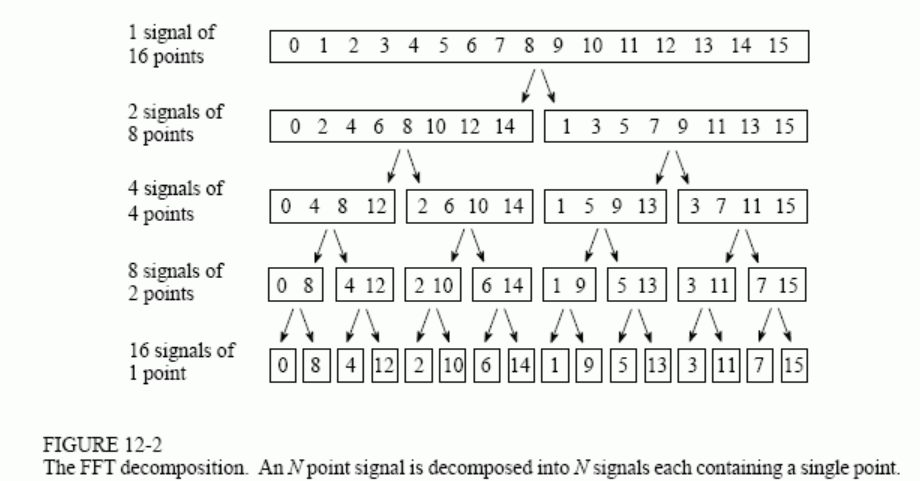 1 signal of
16 points
0 1 2 3 4 5 6 7 8 9 10 11 12 13 14 15
2 signals of
8 points
0 2 4 6 8 10 12 14 1 3 5 7 9 11 13 15
4 signals of
4 points
0 4 8 12 2 6 10 14 1 5 9 13 3 7 11 15
8 signals of
2 points
0 8 4 12 2 10 6 14 1 9 5 13 3 11 7 15
16 signals of
1 point
0 8 4 12 2 10 6 14 1 9 5 13 3 11 7 15
FIGURE 12-2
The FFT decomposition. An N point signal is decomposed into N signals each containing a single point.